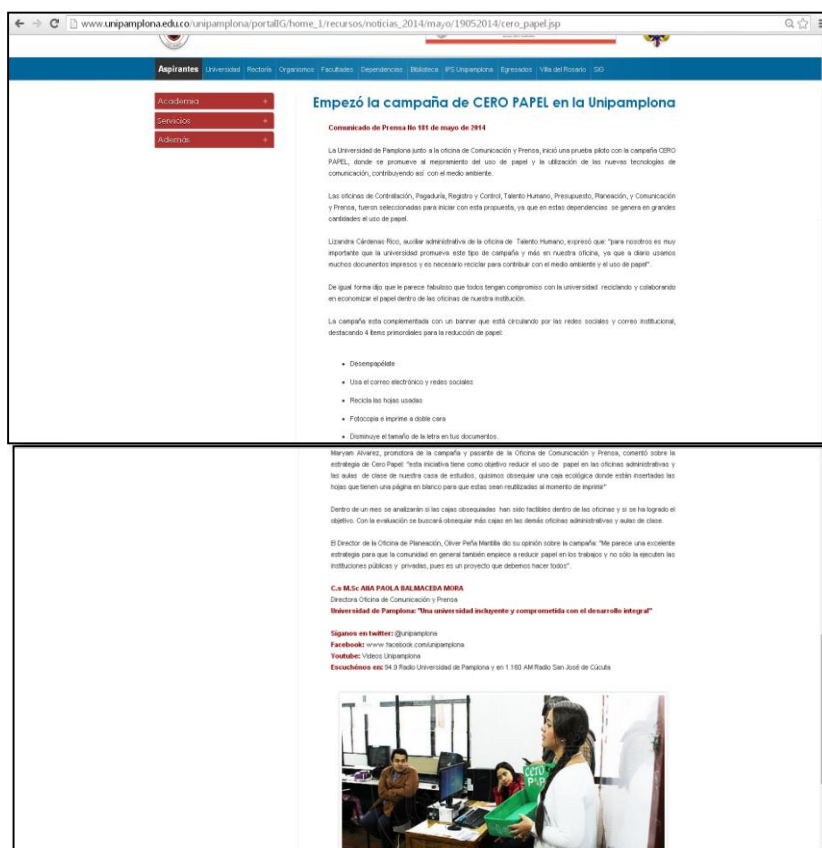 www.unipamplona.edu.co/unipamplona/portalIG/home_1/recursos/noticias_2014/mayo/19052014/cero_papel.jsp
Aspirantes Universidad Rectoría Organismos Facultades Dependencias Biblioteca IPS Unipamplona Egresados Villa del Rosario SIG
Academia +
Servicios +
Además +
Empezó la campaña de CERO PAPEL en la Unipamplona
Comunicado de Prensa No 181 de mayo de 2014
La Universidad de Pamplona junto a la oficina de Comunicación y Prensa, inició una prueba piloto con la campaña CERO
PAPEL, donde se promueve al mejoramiento del uso de papel y la utilización de las nuevas tecnologías de
comunicación, contribuyendo así con el medio ambiente.
Las oficinas de Contratación, Pagaduría, Registro y Control, Talento Humano, Presupuesto, Planeación, y Comunicación
y Prensa, fueron seleccionadas para iniciar con esta propuesta, ya que en estas dependencias se genera en grandes
cantidades el uso de papel.
Lizandra Cárdenas Rico, auxiliar administrativa de la oficina de Talento Humano, expresó que: "para nosotros es muy
importante que la universidad promueva este tipo de campaña y más en nuestra oficina, ya que a diario usamos
muchos documentos impresos y es necesario reciclar para contribuir con el medio ambiente y el uso de papel".
De igual forma dijo que le parece fabuloso que todos tengan compromiso con la universidad reciclando y colaborando
en economizar el papel dentro de las oficinas de nuestra institución.
La campaña esta complementada con un banner que está circulando por las redes sociales y correo institucional,
destacando 4 ítems primordiales para la reducción de papel:
• Desempapélate
• Usa el correo electrónico y redes sociales
• Recicla las hojas usadas
• Fotocopia e imprime a doble cara
• Disminuye el tamaño de la letra en tus documentos.
Maryam Alvarez, promotora de la campaña y pasante de la Oficina de Comunicación y Prensa, comentó sobre la
estrategia de Cero Papel: "esta iniciativa tiene como objetivo reducir el uso de papel en las oficinas administrativas y
las aulas de clase de nuestra casa de estudios, quisimos obsequiar una caja ecológica donde están insertadas las
hojas que tienen una página en blanco para que estas sean reutilizadas al momento de imprimir"
Dentro de un mes se analizarán si las cajas obsequiadas han sido factibles dentro de las oficinas y si se ha logrado el
objetivo. Con la evaluación se buscará obsequiar más cajas en las demás oficinas administrativas y aulas de clase.
El Director de la Oficina de Planeación, Oliver Peña Mantilla dio su opinión sobre la campaña: "Me parece una excelente
estrategia para que la comunidad en general también empiece a reducir papel en los trabajos y no sólo la ejecuten las
instituciones públicas y privadas, pues es un proyecto que debemos hacer todos".
C.s M.Sc ANA PAOLA BALMACEDA MORA
Directora Oficina de Comunicación y Prensa
Universidad de Pamplona: "Una universidad incluyente y comprometida con el desarrollo integral"
Síganos en twitter: @unipamplona
Facebook: www.facebook.com/unipamplona
Youtube: Videos Unipamplona
Escuchénos en: 94.9 Radio Universidad de Pamplona y en 1.160 AM Radio San José de Cúcuta
cero
PAP